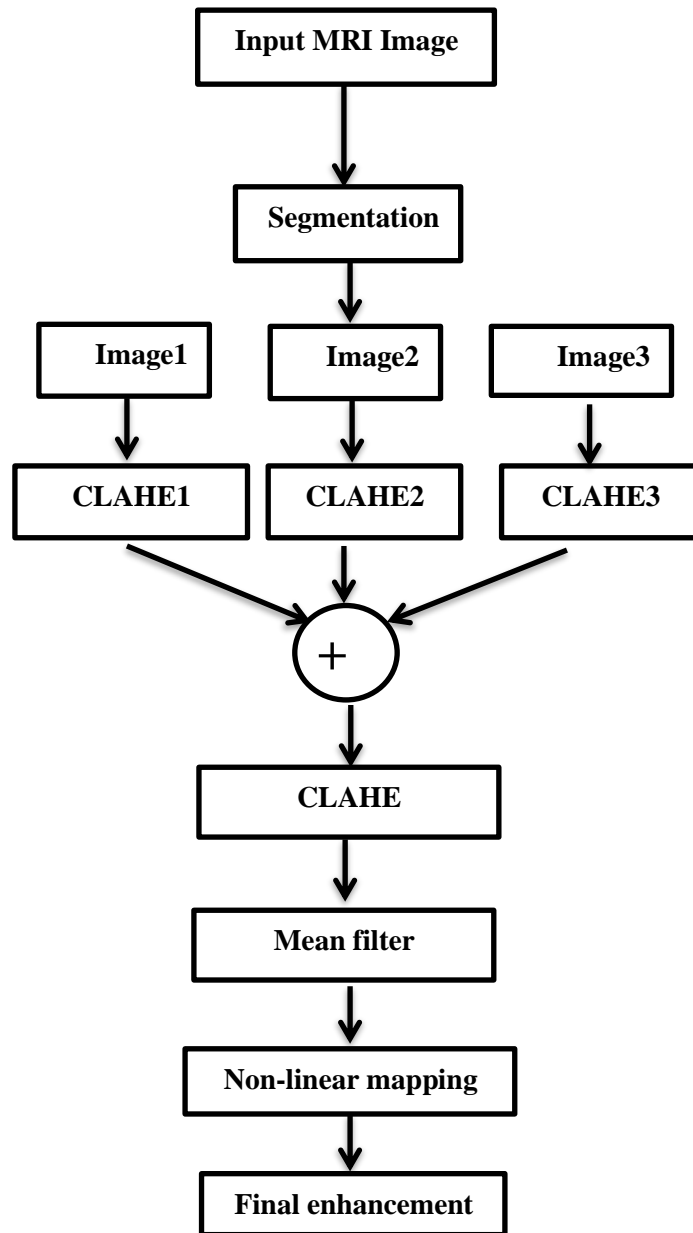 Input MRI Image
Segmentation
Image1
Image2
Image3
CLAHE1
CLAHE2
CLAHE3
+
CLAHE
Mean filter
Non-linear mapping
Final enhancement